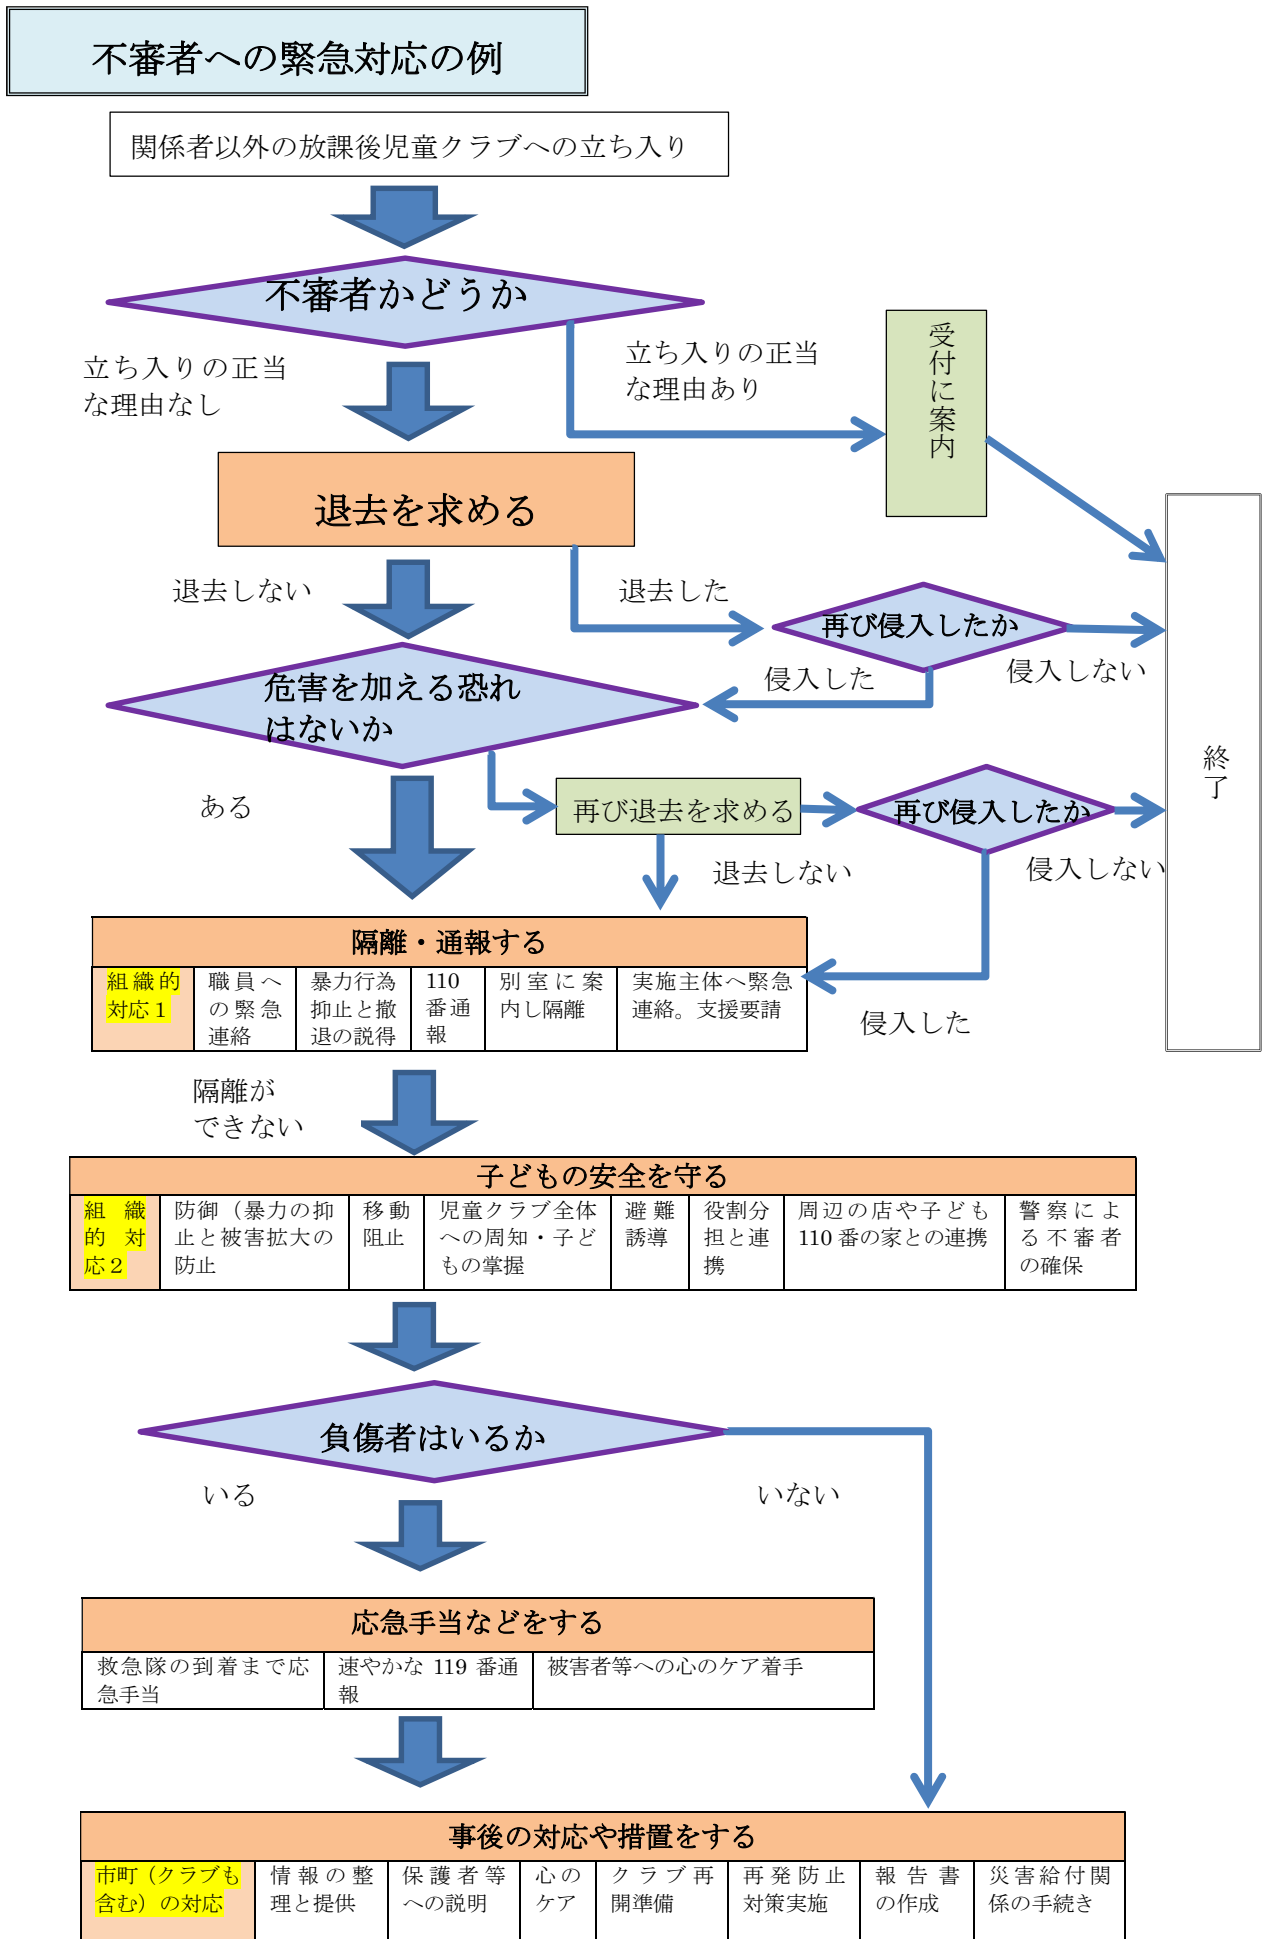 不審者への緊急対応の例
関係者以外の放課後児童クラブへの立ち入り
不審者かどうか
立ち入りの正当
な理由なし
立ち入りの正当
な理由あり
受付に案内
退去を求める
退去しない
退去した
再び侵入したか
侵入した
侵入しない
危害を加える恐れ
はないか
ある
再び退去を求める
再び侵入したか
退去しない
侵入しない
終了
隔離・通報する
組織的
対応１
職員へ
の緊急
連絡
暴力行為
抑止と撤
退の説得
110
番通
報
別室に案
内し隔離
実施主体へ緊急
連絡。支援要請
侵入した
隔離が
できない
子どもの安全を守る
組織
的対
応２
防御（暴力の抑
止と被害拡大の
防止
移動
阻止
児童クラブ全体
への周知・子ど
もの掌握
避難
誘導
役割分
担と連
携
周辺の店や子ども
110 番の家との連携
警察によ
る不審者
の確保
負傷者はいるか
いる
いない
応急手当などをする
救急隊の到着まで応
急手当
速やかな 119 番通
報
被害者等への心のケア着手
事後の対応や措置をする
市町（クラブも
含む）の対応
情報の整
理と提供
保護者等
への説明
心の
ケア
クラブ再
開準備
再発防止
対策実施
報告書
の作成
災害給付関
係の手続き